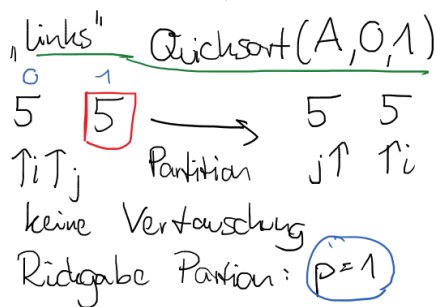 „links" Quicksort(A,0,1)
0 1
5 5 → 5 5
↑i ↑j Partition j↑ ↑i
keine Vertauschung
Rückgabe Partion: p=1